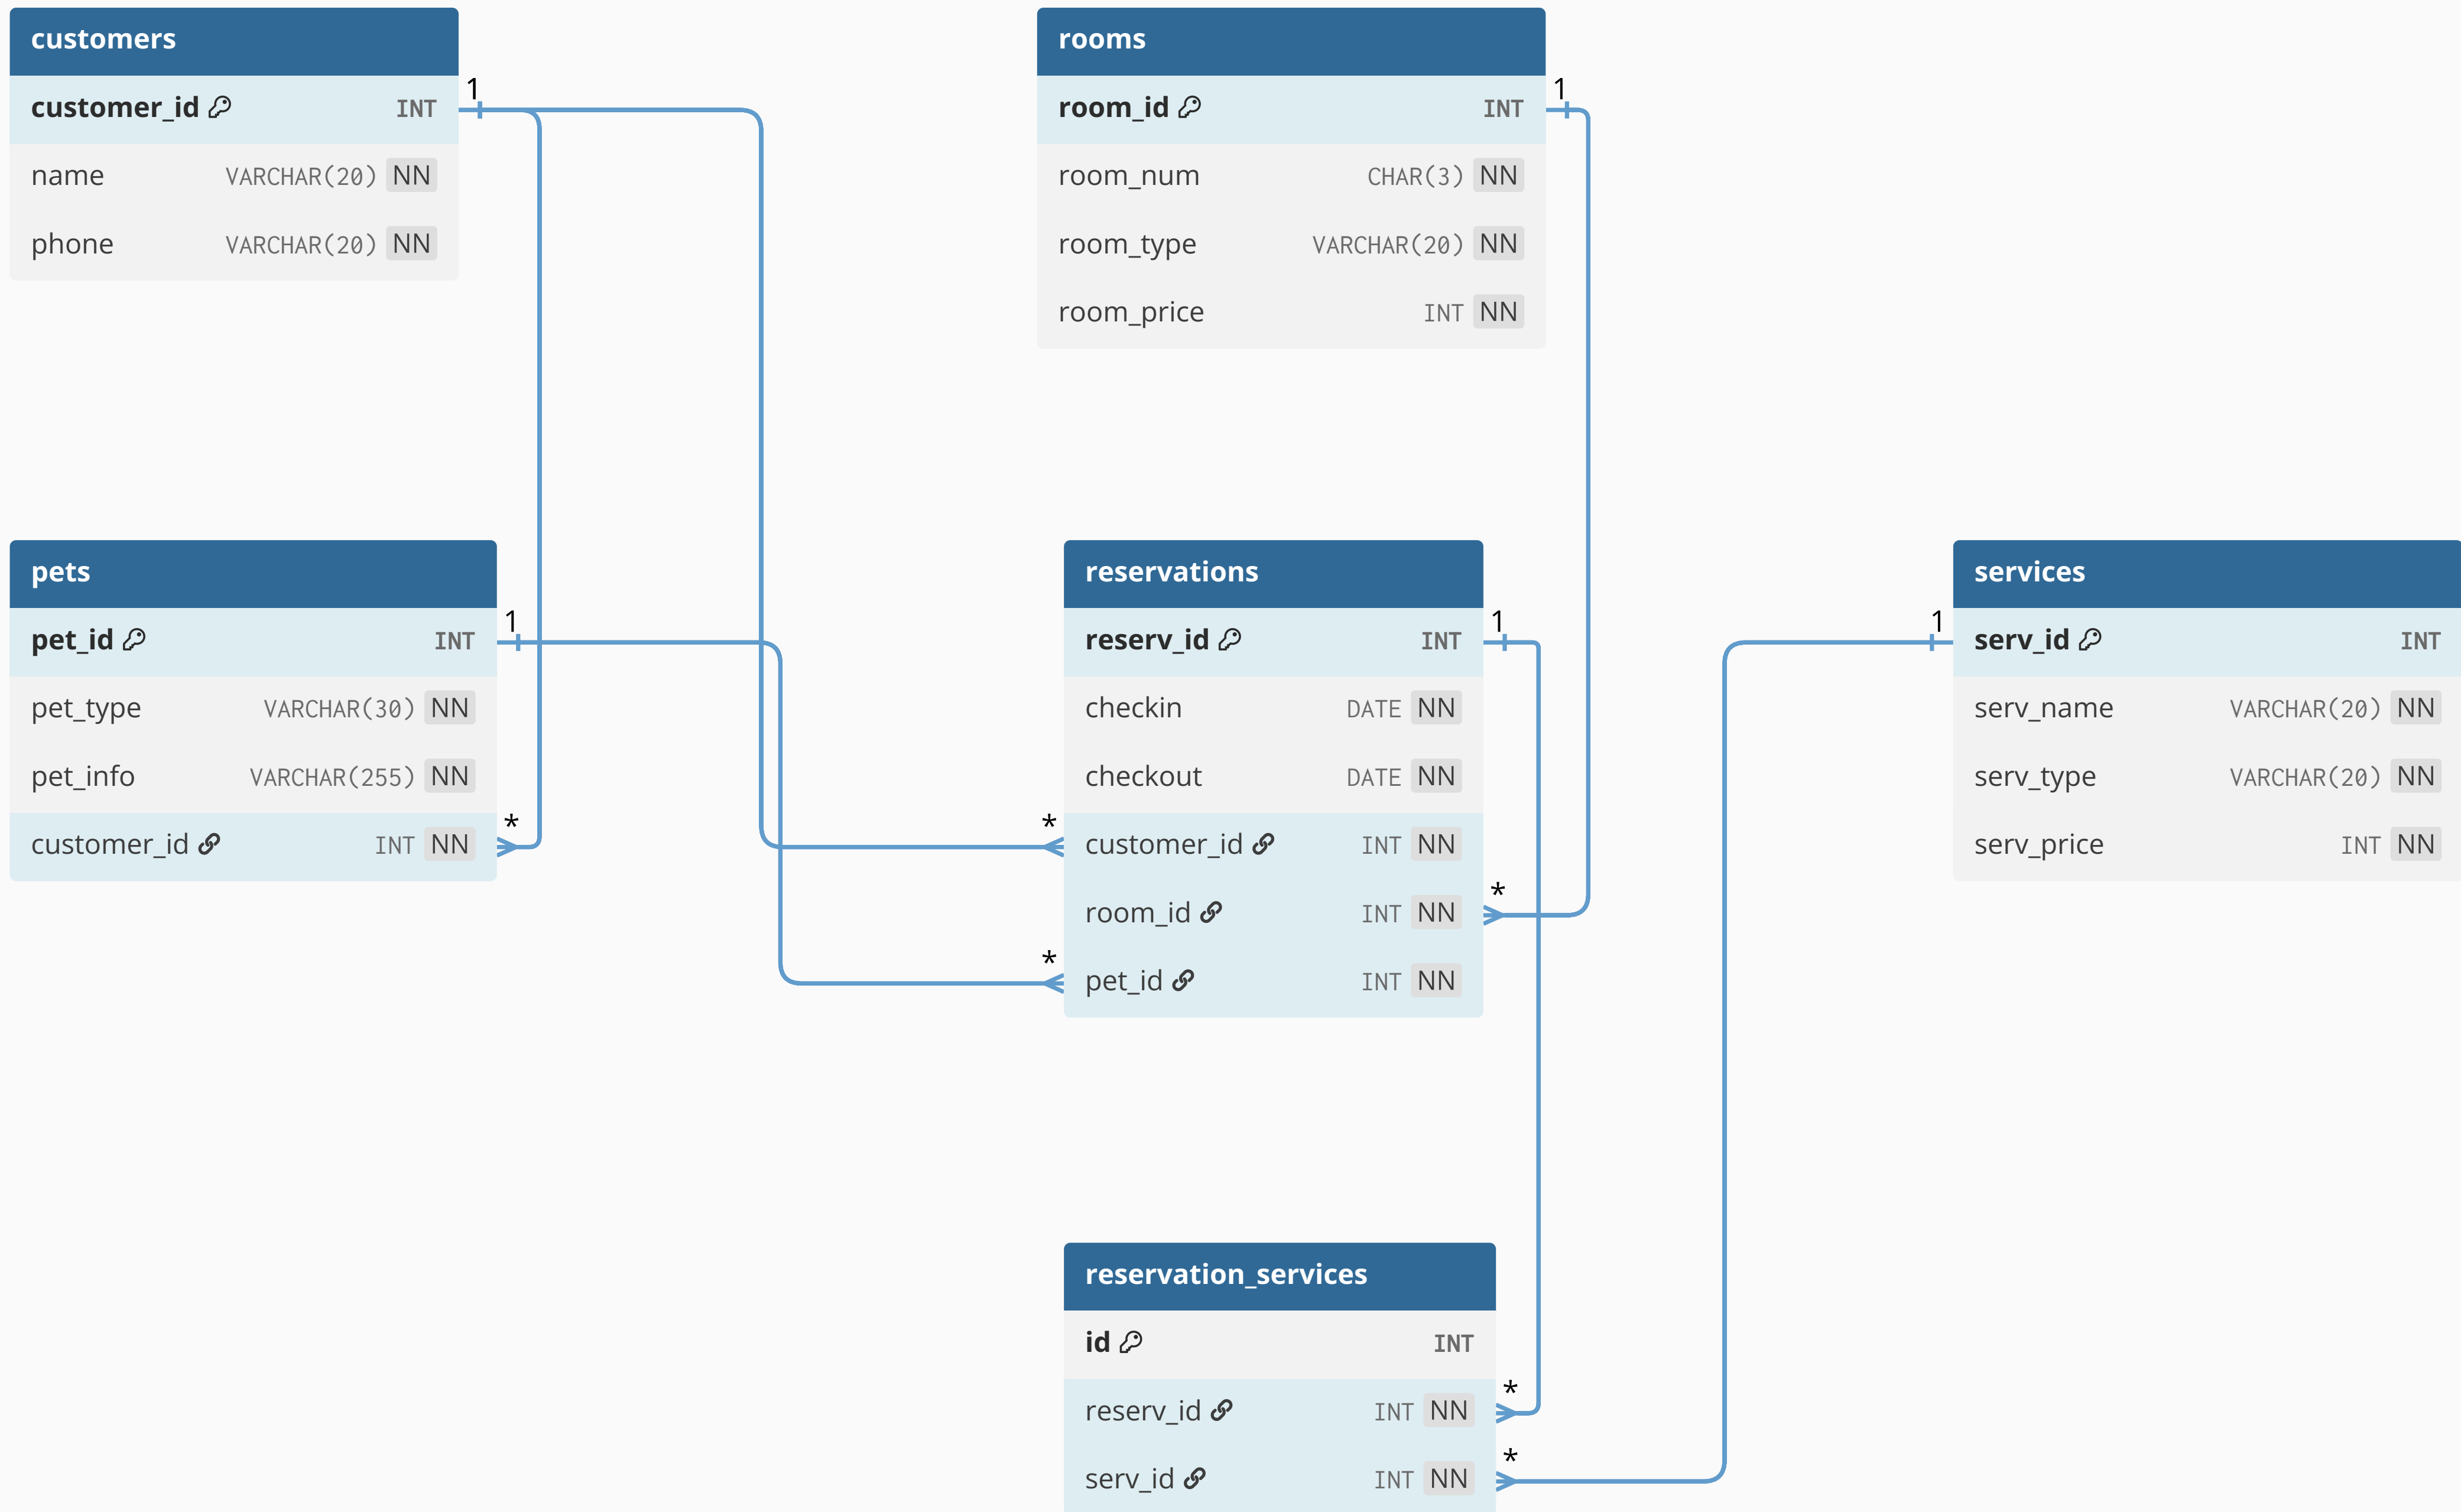 customers
customer_id INT
name VARCHAR(20) NN
phone VARCHAR(20) NN
1
rooms
room_id INT
room_num CHAR(3) NN
room_type VARCHAR(20) NN
room_price INT NN
1
pets
pet_id INT
pet_type VARCHAR(30) NN
pet_info VARCHAR(255) NN
customer_id INT NN
1
*
reservations
reserv_id INT
checkin DATE NN
checkout DATE NN
customer_id INT NN
room_id INT NN
pet_id INT NN
1
*
*
*
services
serv_id INT
serv_name VARCHAR(20) NN
serv_type VARCHAR(20) NN
serv_price INT NN
1
reservation_services
id INT
reserv_id INT NN
serv_id INT NN
*
*